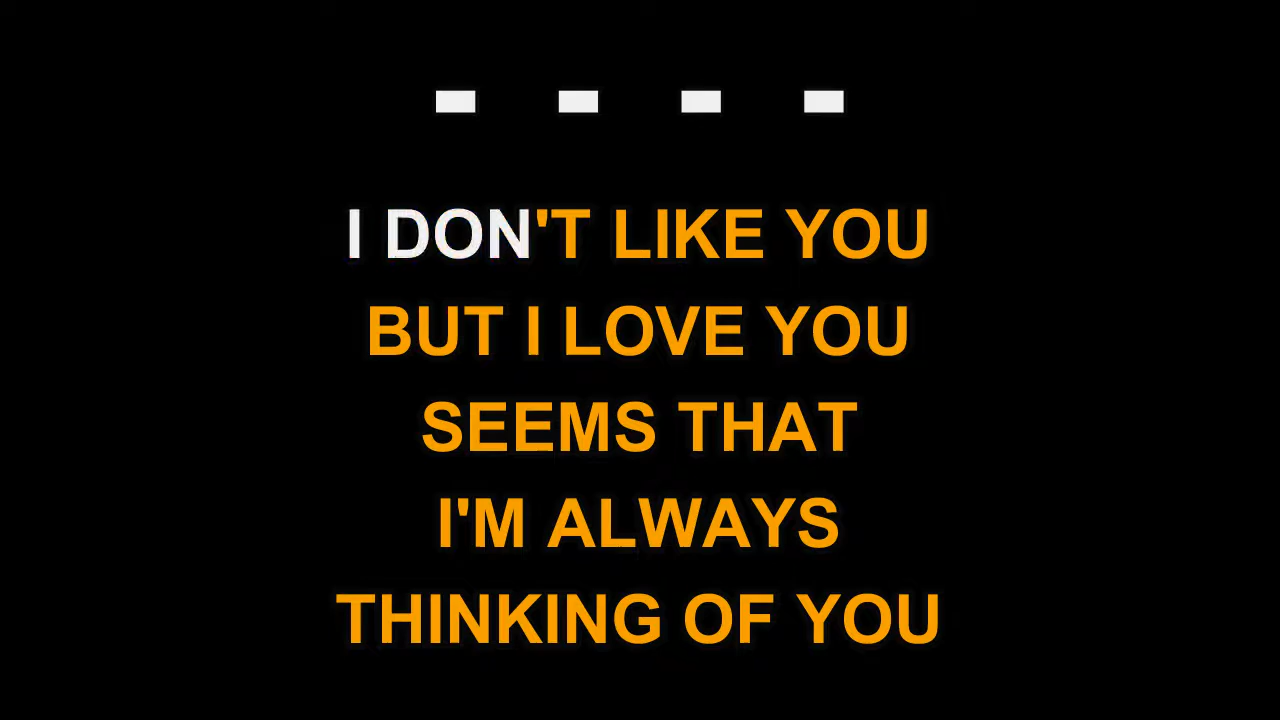 - - - -
I DON'T LIKE YOU
BUT I LOVE YOU
SEEMS THAT
I'M ALWAYS
THINKING OF YOU